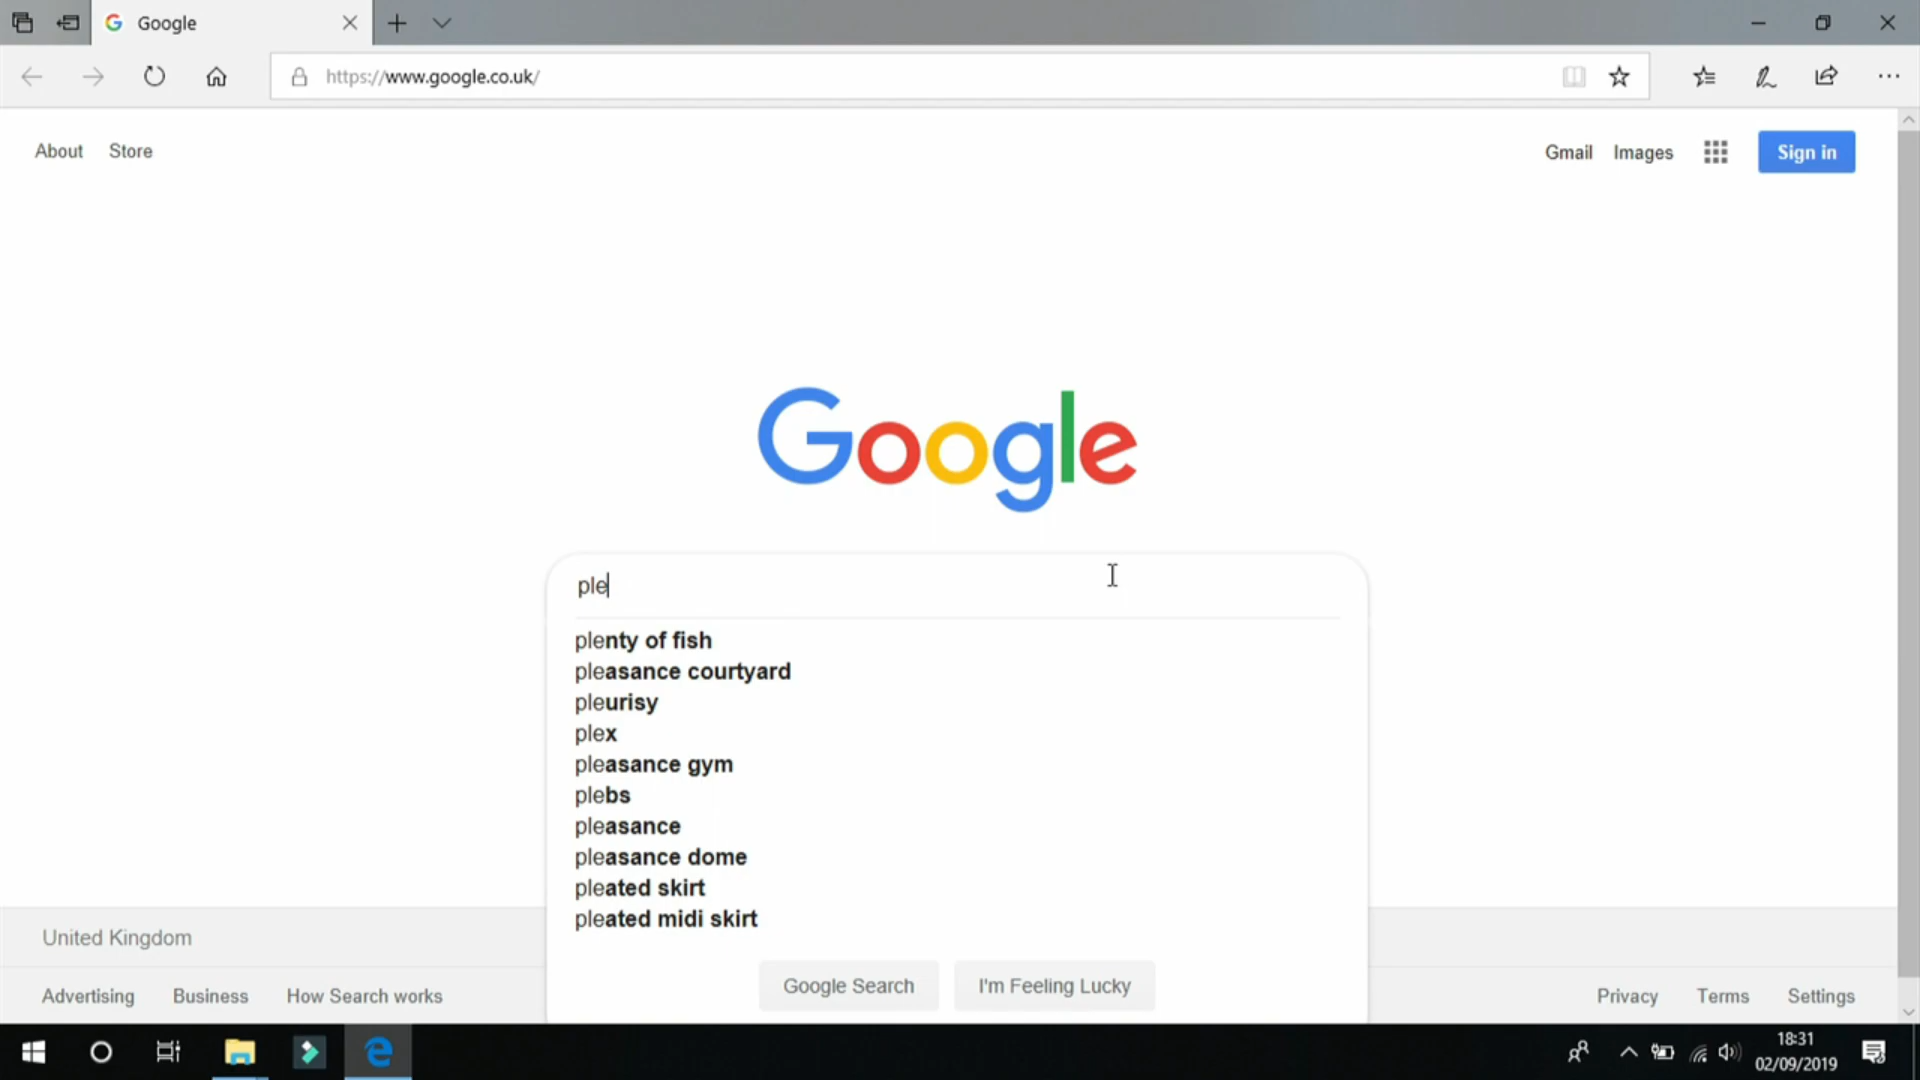 Google
https://www.google.co.uk/
About Store
Gmail Images Sign in
Google
ple
plenty of fish
pleasance courtyard
pleurisy
plex
pleasance gym
plebs
pleasance
pleasance dome
pleated skirt
pleated midi skirt
United Kingdom
Google Search I'm Feeling Lucky
Advertising Business How Search works
Privacy Terms Settings
18:31
02/09/2019